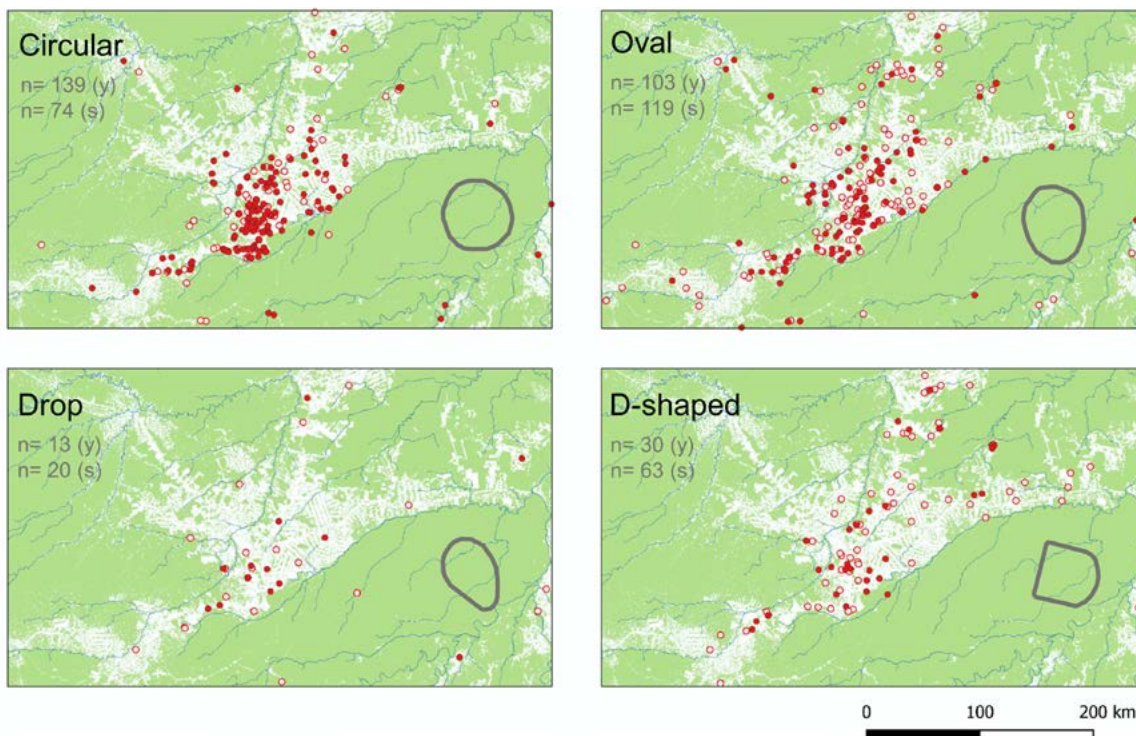 Circular
n= 139 (y)
n= 74 (s)
Oval
n= 103 (y)
n= 119 (s)
Drop
n= 13 (y)
n= 20 (s)
D-shaped
n= 30 (y)
n= 63 (s)
0 100 200 km